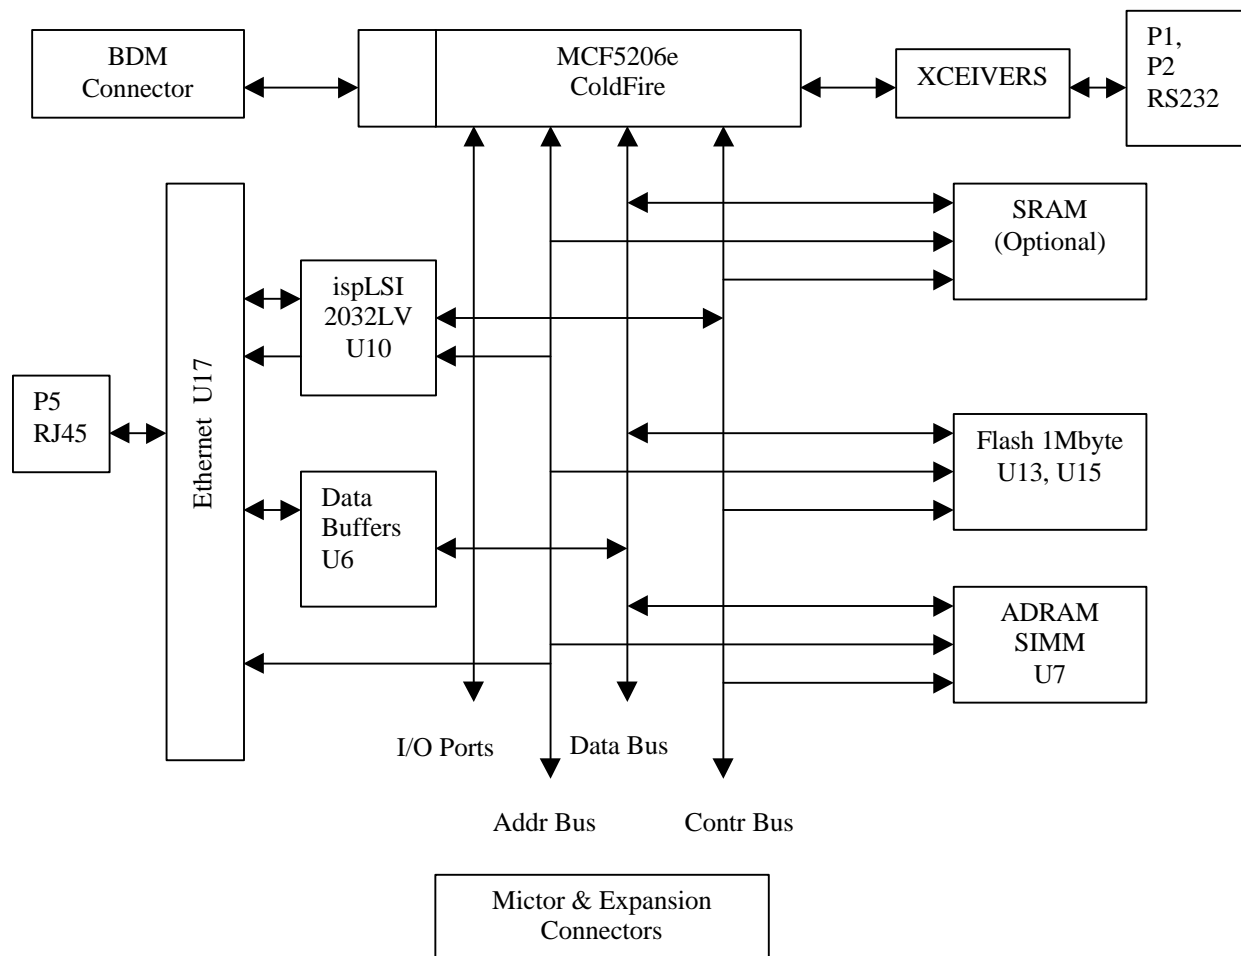 BDM
Connector
MCF5206e
ColdFire
XCEIVERS
P1,
P2
RS232
SRAM
(Optional)
ispLSI
2032LV
U10
P5
RJ45
Ethernet U17
Flash 1Mbyte
U13, U15
Data
Buffers
U6
ADRAM
SIMM
U7
I/O Ports
Data Bus
Addr Bus
Contr Bus
Mictor & Expansion
Connectors